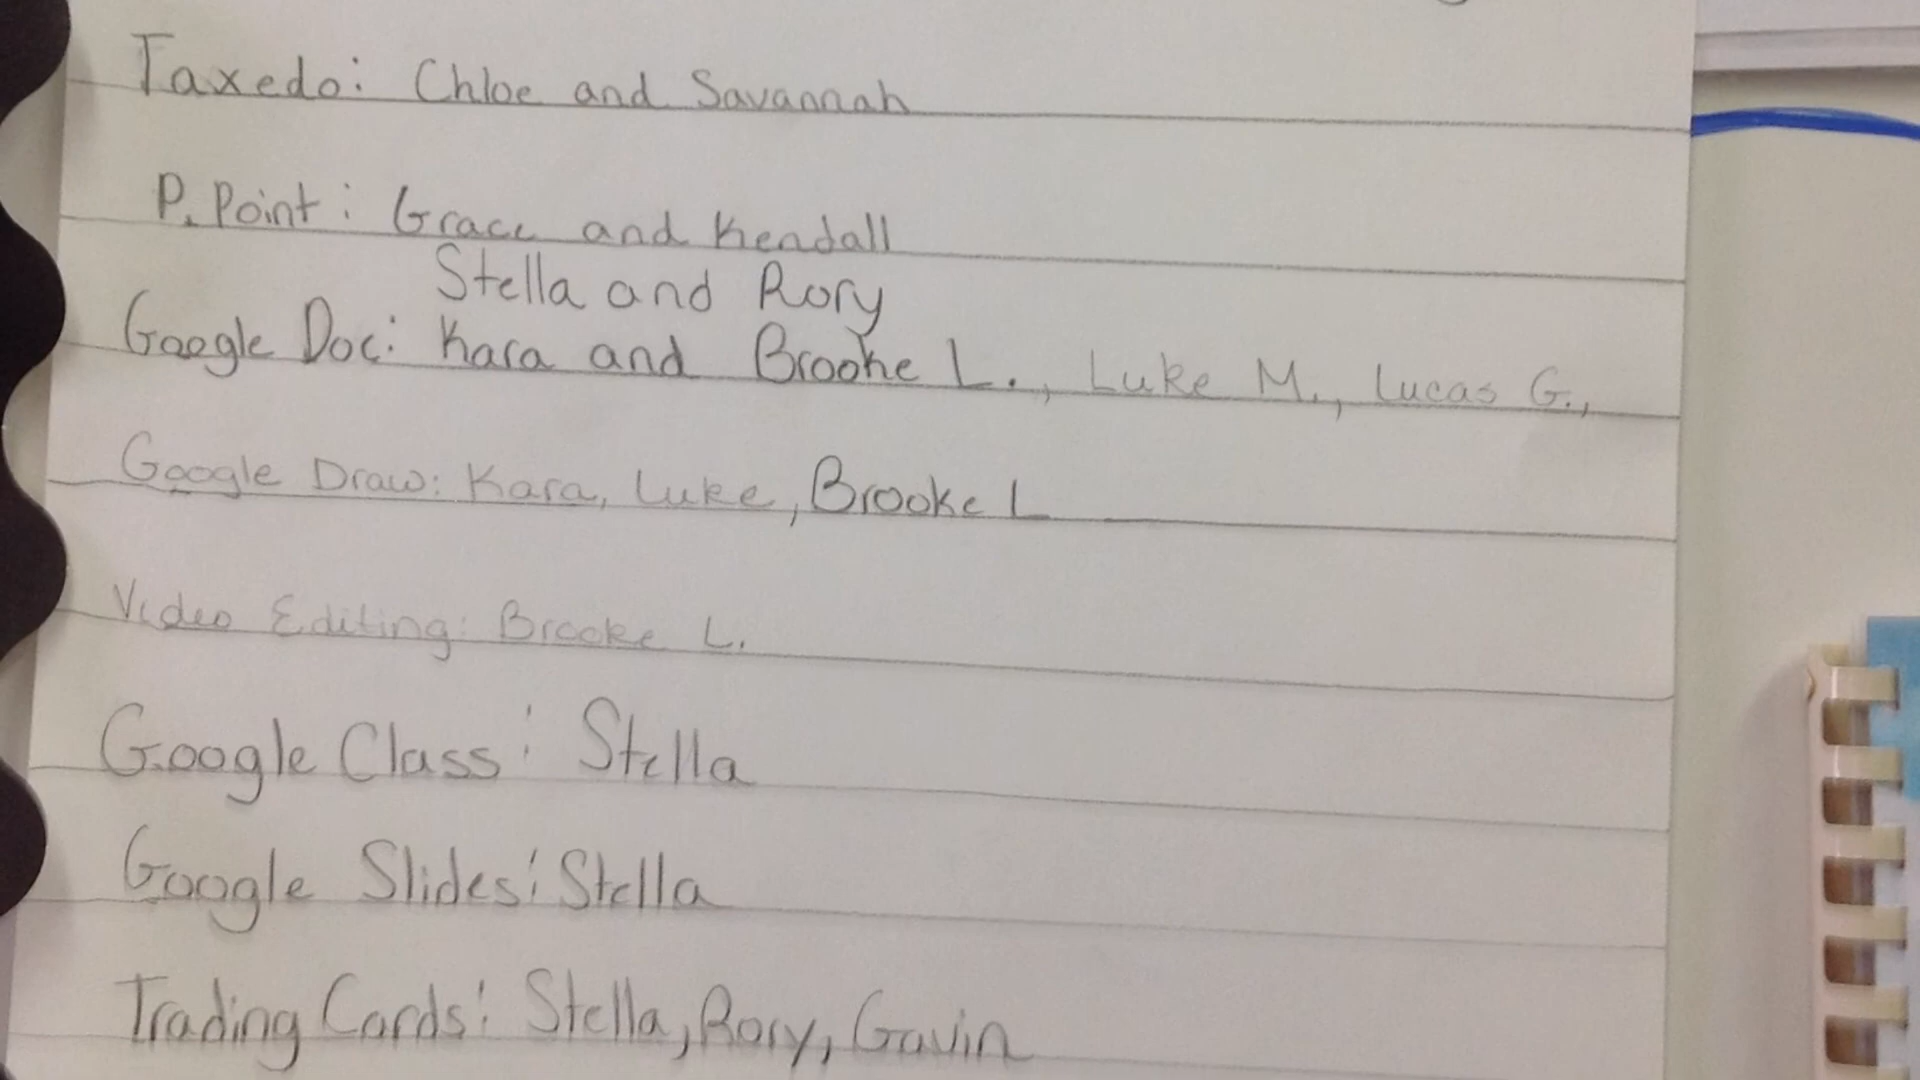 Taxedo: Chloe and Savannah
P. Point: Grace and Kendall
Stella and Rory
Google Doc: Kara and Brooke L., Luke M., Lucas G.,
Google Draw: Kara, Luke, Brooke L
Video Editing: Brooke L.
Google Class: Stella
Google Slides: Stella
Trading Cards: Stella, Rory, Gavin